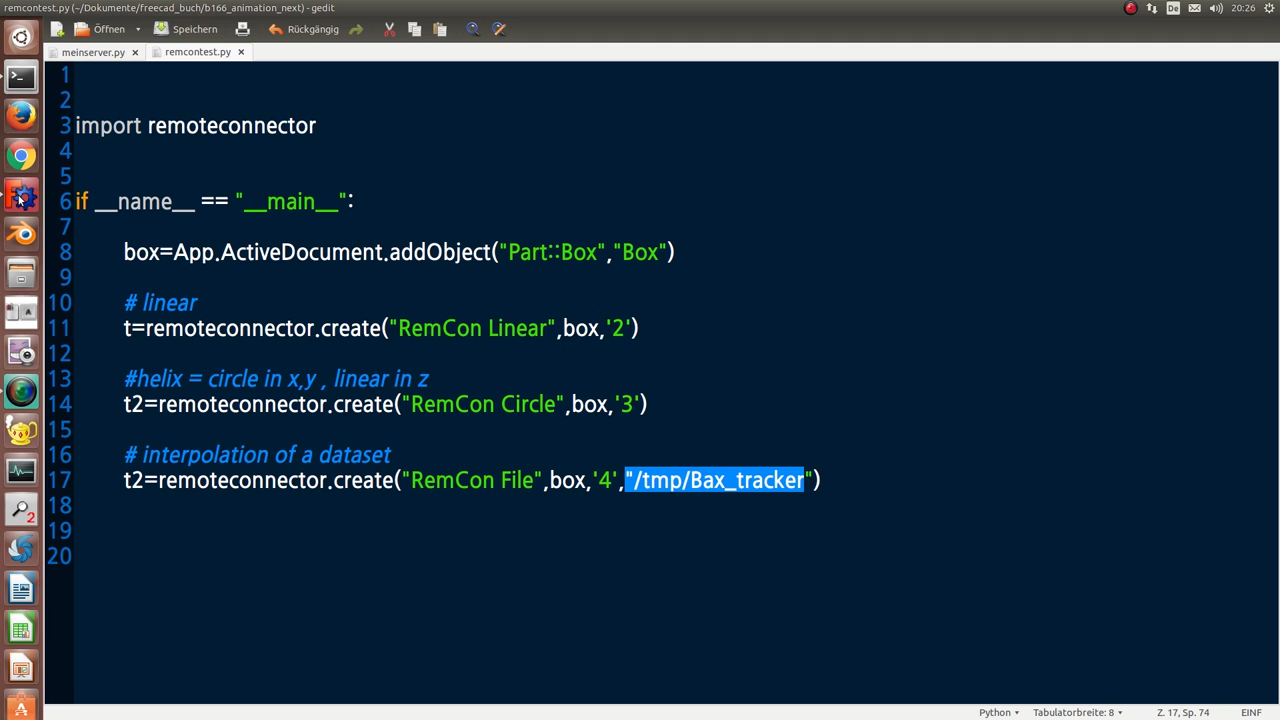 remcontest.py (~/Dokumente/freecad_buch/b166_animation_next) - gedit
De 20:26
Öffnen Speichern Rückgängig
meinserver.py × remcontest.py ×
1
2
3 import remoteconnector
4
5
6 if __name__ == "__main__":
7
8 box=App.ActiveDocument.addObject("Part::Box","Box")
9
10 # linear
11 t=remoteconnector.create("RemCon Linear",box,'2')
12
13 #helix = circle in x,y , linear in z
14 t2=remoteconnector.create("RemCon Circle",box,'3')
15
16 # interpolation of a dataset
17 t2=remoteconnector.create("RemCon File",box,'4',"/tmp/Bax_tracker")
18
19
20
2
Python Tabulatorbreite: 8 Z. 17, Sp. 74 EINF